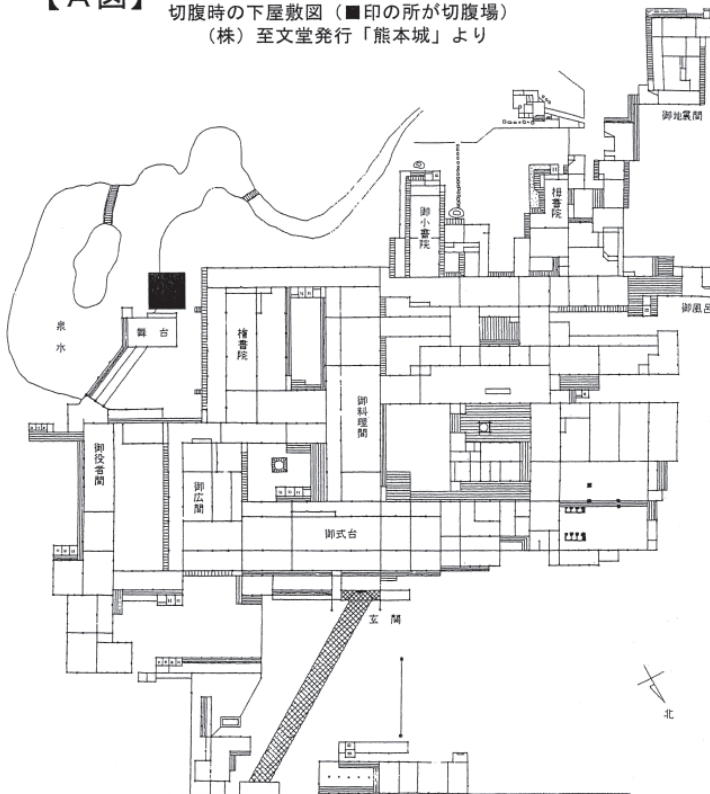 【A図】
切腹時の下屋敷図（■印の所が切腹場）
（株）至文堂発行「熊本城」より
御地震間
御小書院
栂書院
御風呂
泉水
舞台
檜書院
御料理間
御役者間
御広間
御式台
玄関
北